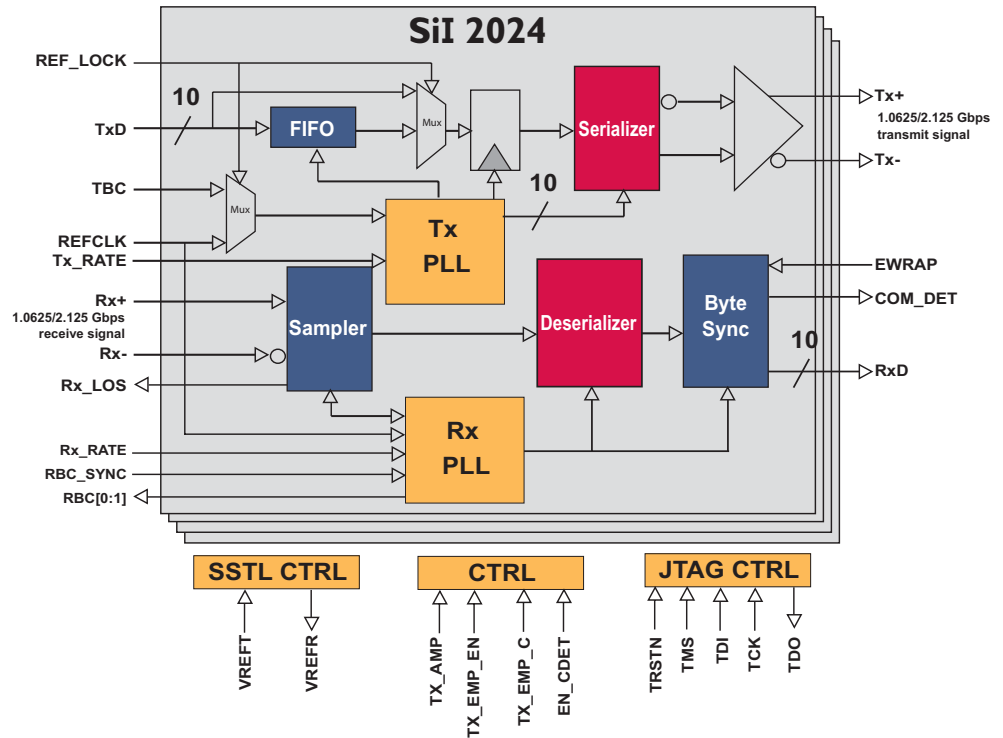 SiI 2024
REF_LOCK
10
TxD
FIFO
Mux
Serializer
Tx+
1.0625/2.125 Gbps
transmit signal
Tx-
TBC
Mux
10
REFCLK
Tx_RATE
Tx
PLL
Rx+
1.0625/2.125 Gbps
receive signal
Rx-
Rx_LOS
Sampler
Deserializer
Byte
Sync
EWRAP
COM_DET
10
RxD
Rx_RATE
RBC_SYNC
RBC[0:1]
Rx
PLL
SSTL CTRL
CTRL
JTAG CTRL
VREFT
VREFR
TX_AMP
TX_EMP_EN
TX_EMP_C
EN_CDET
TRSTN
TMS
TDI
TCK
TDO